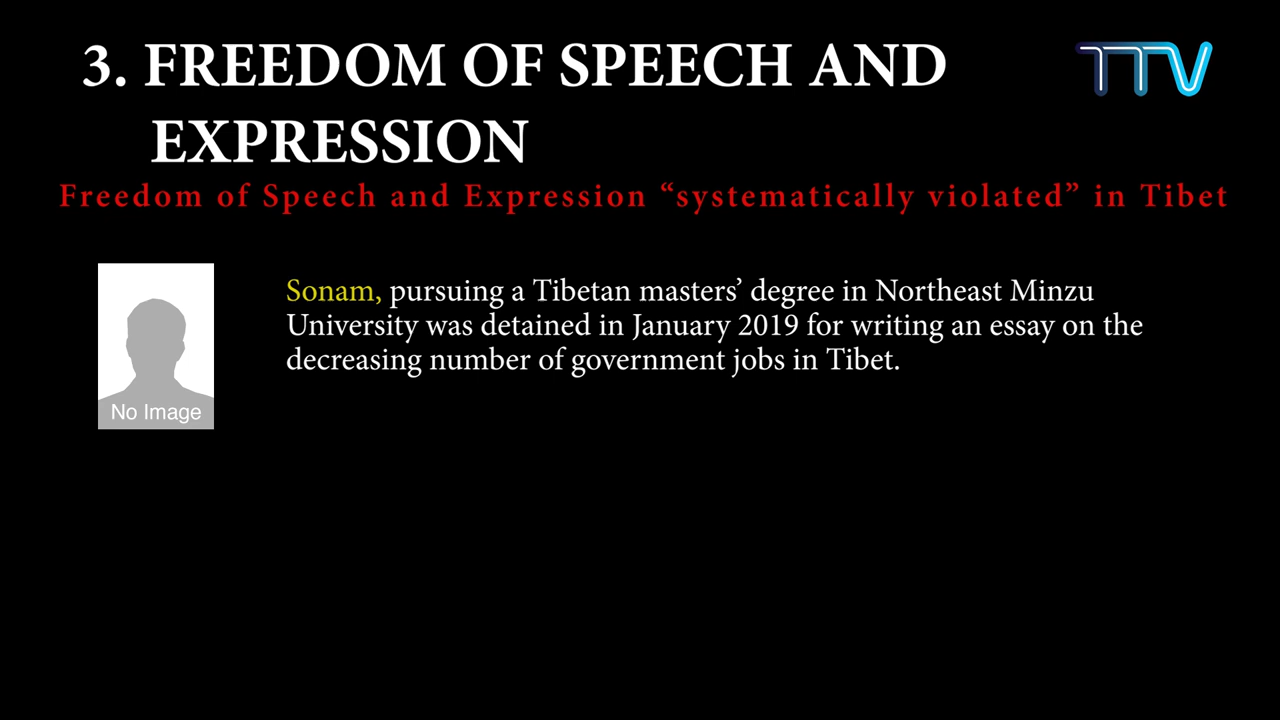 3. FREEDOM OF SPEECH AND
EXPRESSION
TTV
Freedom of Speech and Expression “systematically violated” in Tibet
Sonam, pursuing a Tibetan masters’ degree in Northeast Minzu
University was detained in January 2019 for writing an essay on the
decreasing number of government jobs in Tibet.
No Image